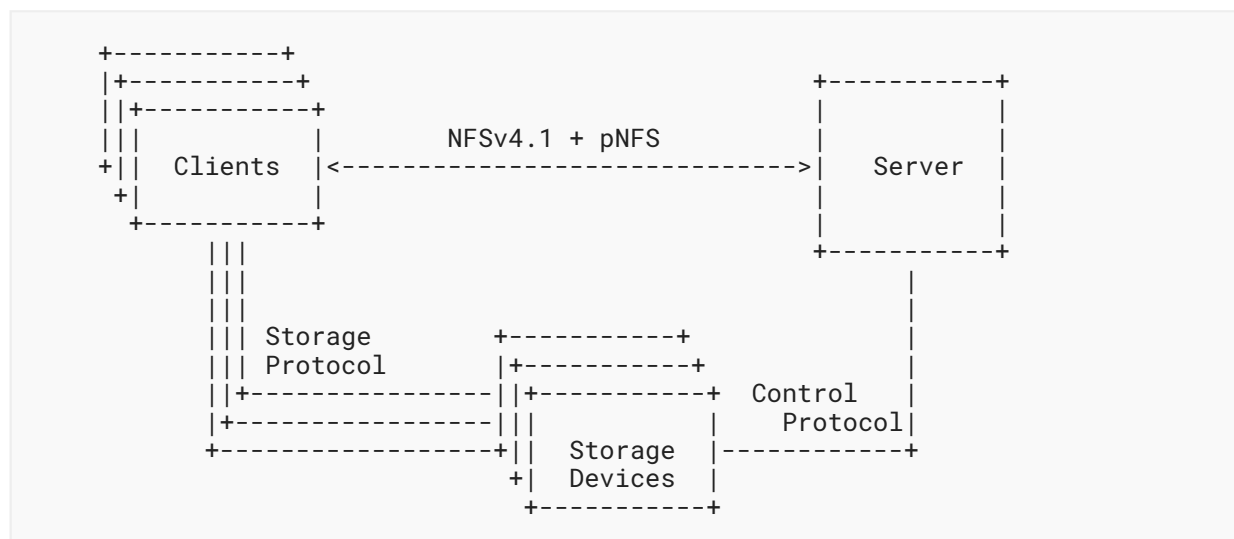 NFSv4.1 + pNFS
Clients
Server
Storage
Protocol
Control
Protocol
Storage
Devices